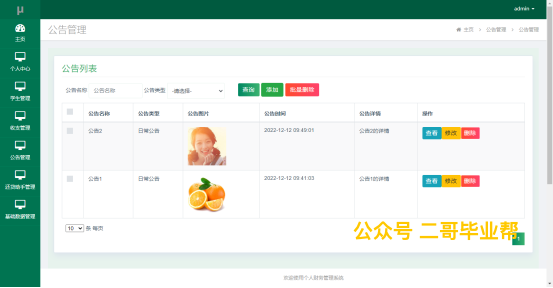 μ
admin
主页
个人中心
学生管理
收支管理
公告管理
还贷助手管理
基础数据管理
公告管理
主页 > 公告管理 > 公告管理
公告列表
公告名称 公告名称 公告类型 -请选择- 查询 添加 批量删除
公告名称 公告类型 公告图片 公告时间 公告详情 操作
公告2 日常公告 2022-12-12 09:49:01 公告2的详情 查看 修改 删除
公告1 日常公告 2022-12-12 09:41:03 公告1的详情 查看 修改 删除
10 条 每页
1
公众号 二哥毕业帮
欢迎使用个人财务管理系统